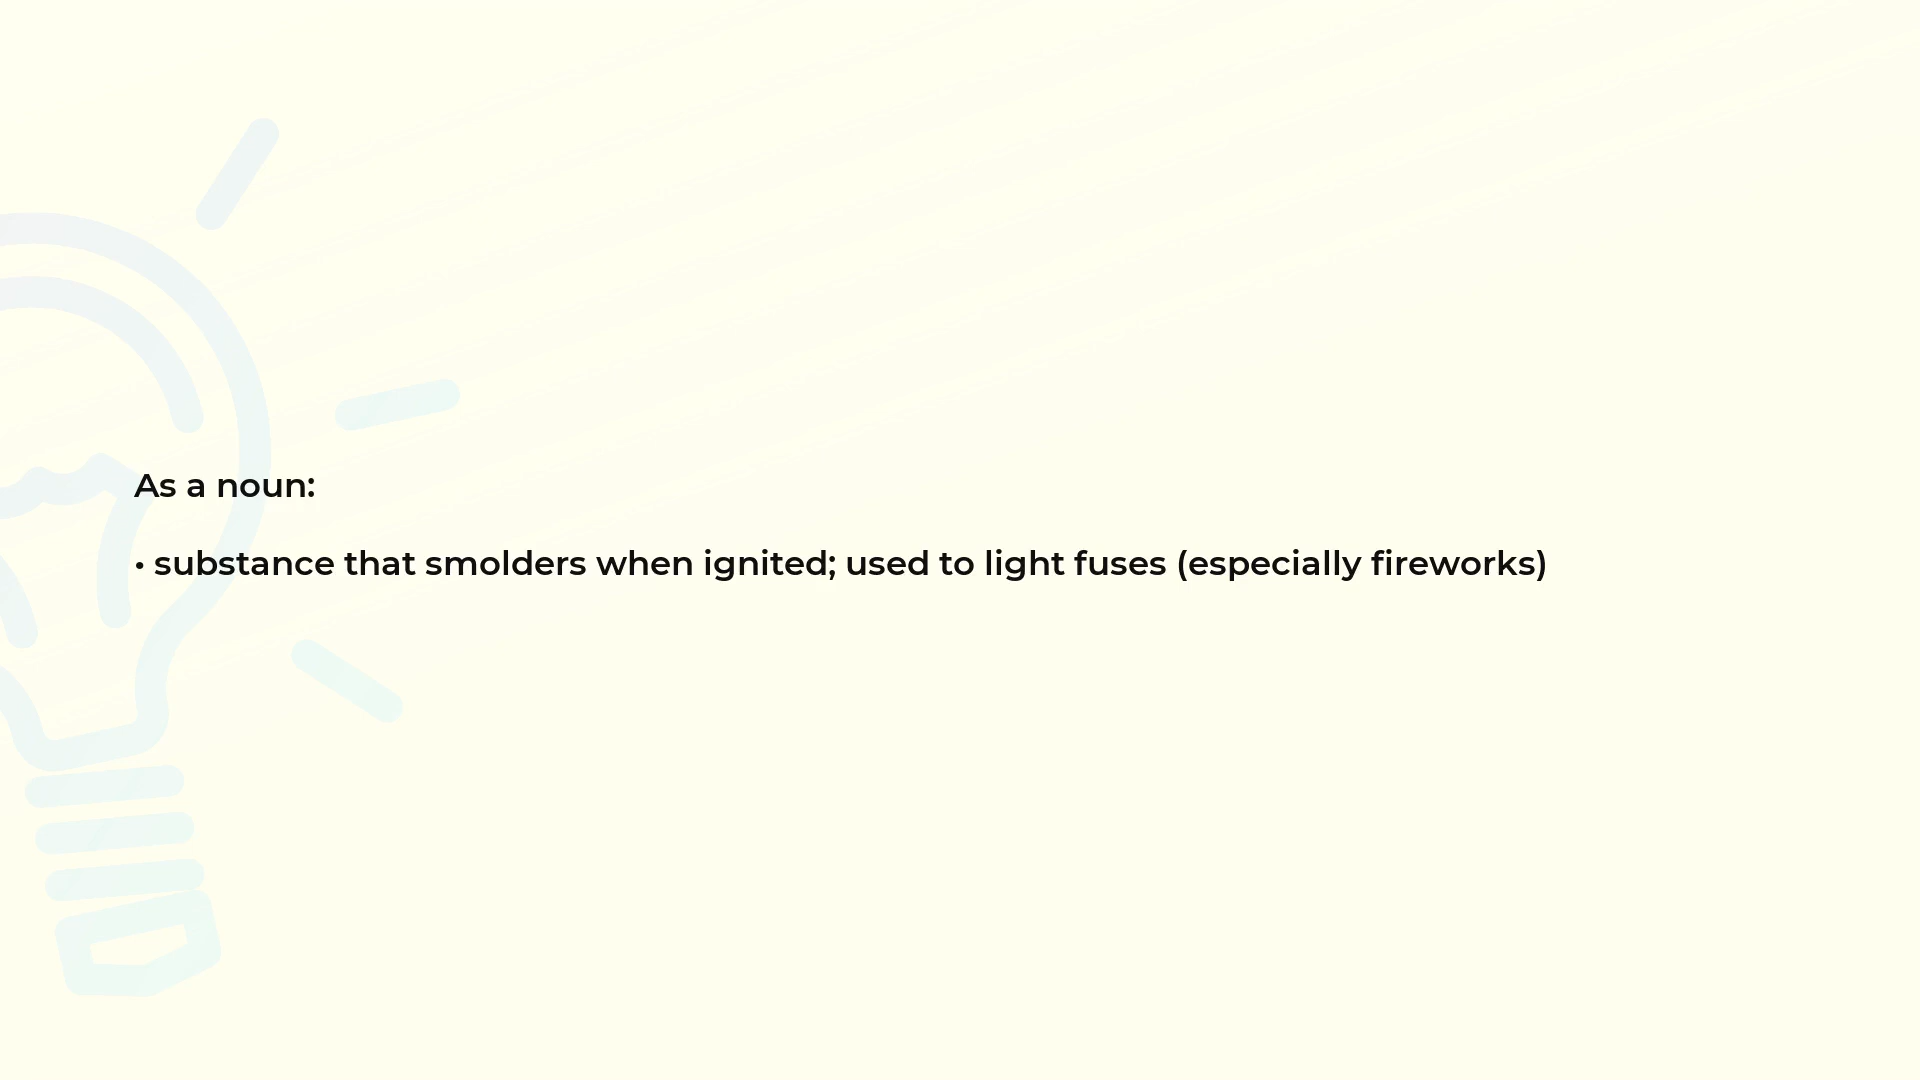 As a noun:
• substance that smolders when ignited; used to light fuses (especially fireworks)